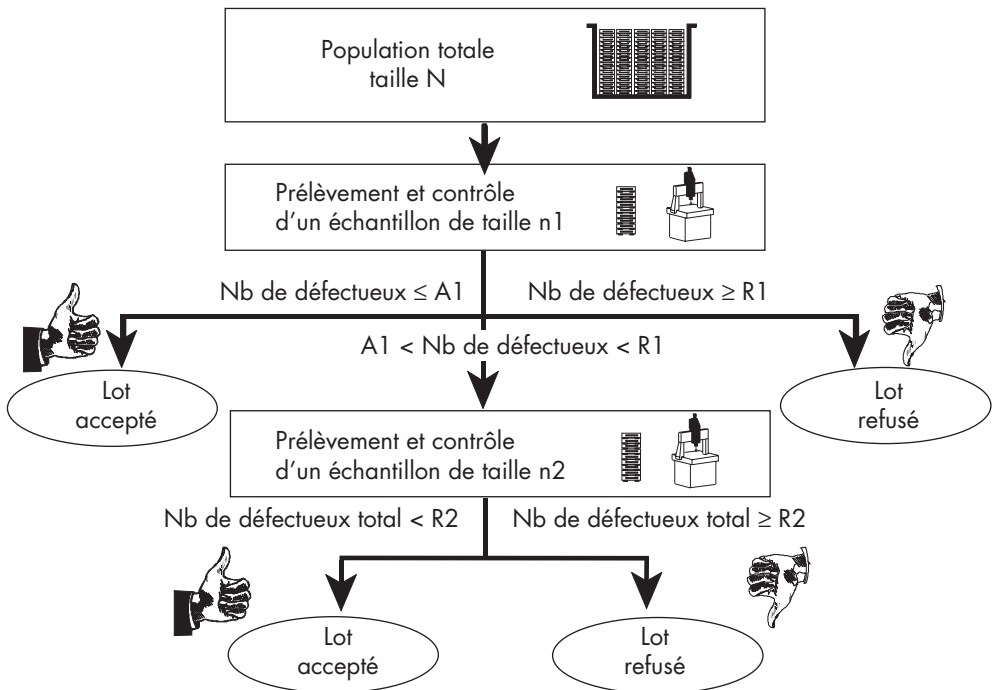 Population totale
taille N
Prélèvement et contrôle
d'un échantillon de taille n1
Nb de défectueux ≤ A1
Nb de défectueux ≥ R1
A1 < Nb de défectueux < R1
Lot
accepté
Lot
refusé
Prélèvement et contrôle
d'un échantillon de taille n2
Nb de défectueux total < R2
Nb de défectueux total ≥ R2
Lot
accepté
Lot
refusé